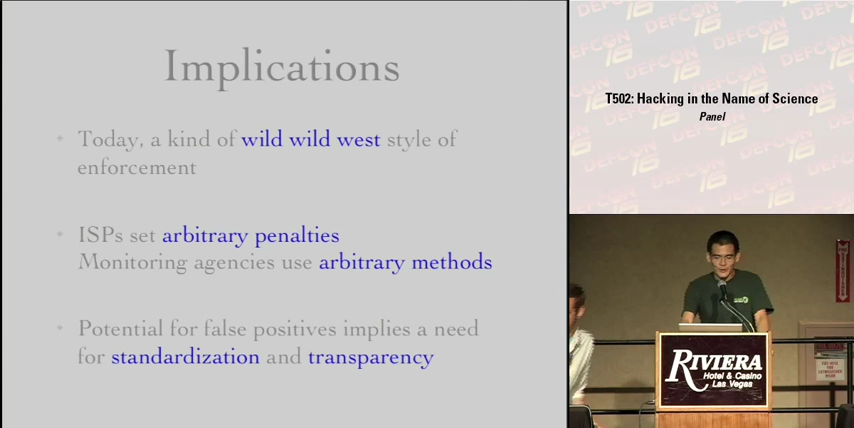 Implications
Today, a kind of wild wild west style of
enforcement
ISPs set arbitrary penalties
Monitoring agencies use arbitrary methods
Potential for false positives implies a need
for standardization and transparency
DEFCON
16
T502: Hacking in the Name of Science
Panel
RIVIERA
Hotel & Casino
Las Vegas